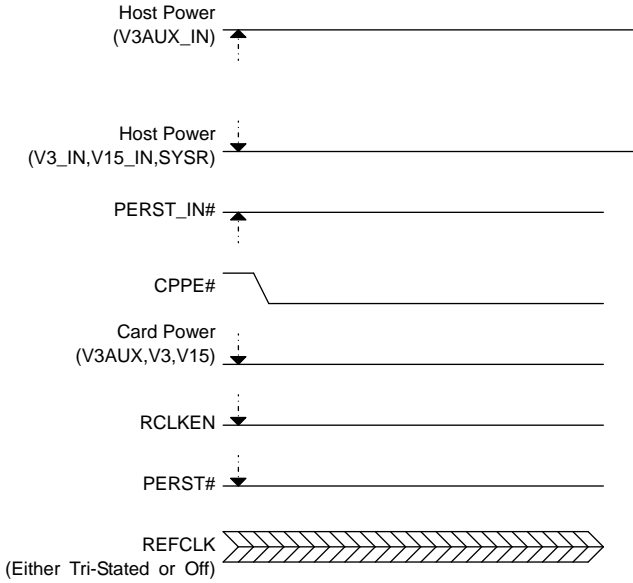 Host Power
(V3AUX_IN)
Host Power
(V3_IN,V15_IN,SYSR)
PERST_IN#
CPPE#
Card Power
(V3AUX,V3,V15)
RCLKEN
PERST#
REFCLK
(Either Tri-Stated or Off)